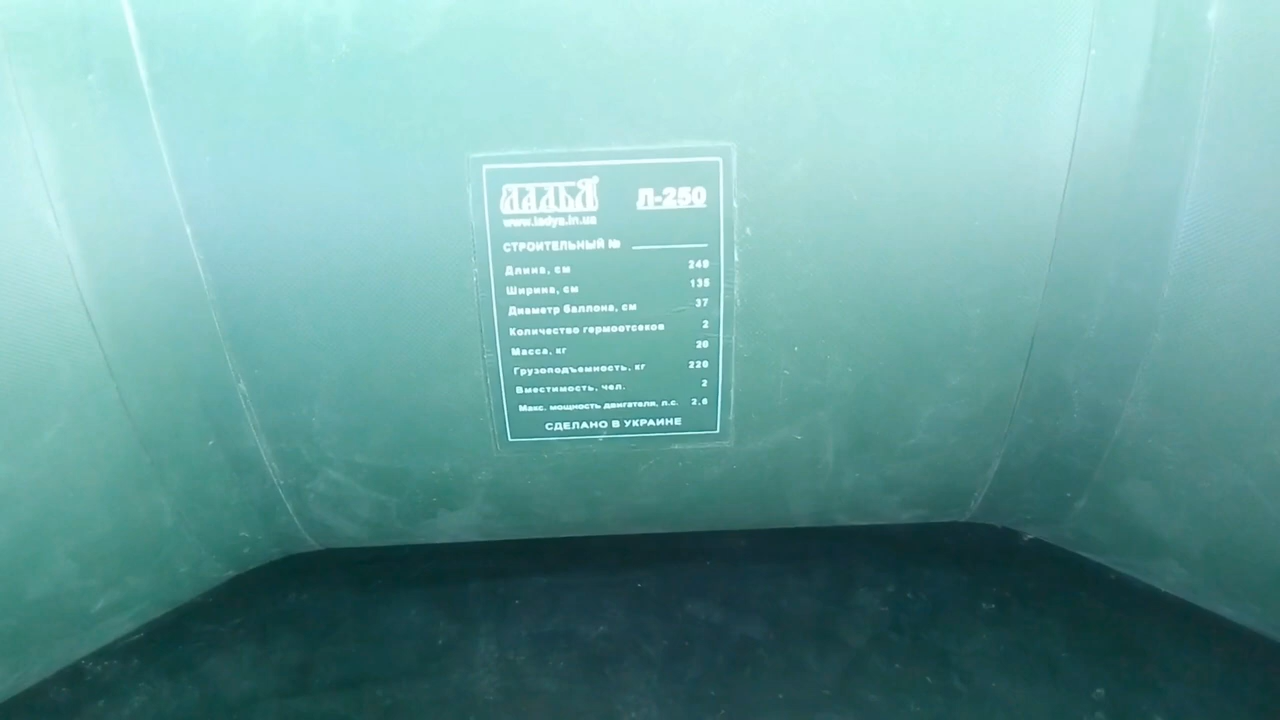 ЛАДЬЯ® Л-250
www.ladya.in.ua
СТРОИТЕЛЬНЫЙ №
Длина, см 249
Ширина, см 135
Диаметр баллона, см 37
Количество гермоотсеков 2
Масса, кг 20
Грузоподъемность, кг 220
Вместимость, чел. 2
Макс. мощность двигателя, л.с. 2,5
СДЕЛАНО В УКРАИНЕ